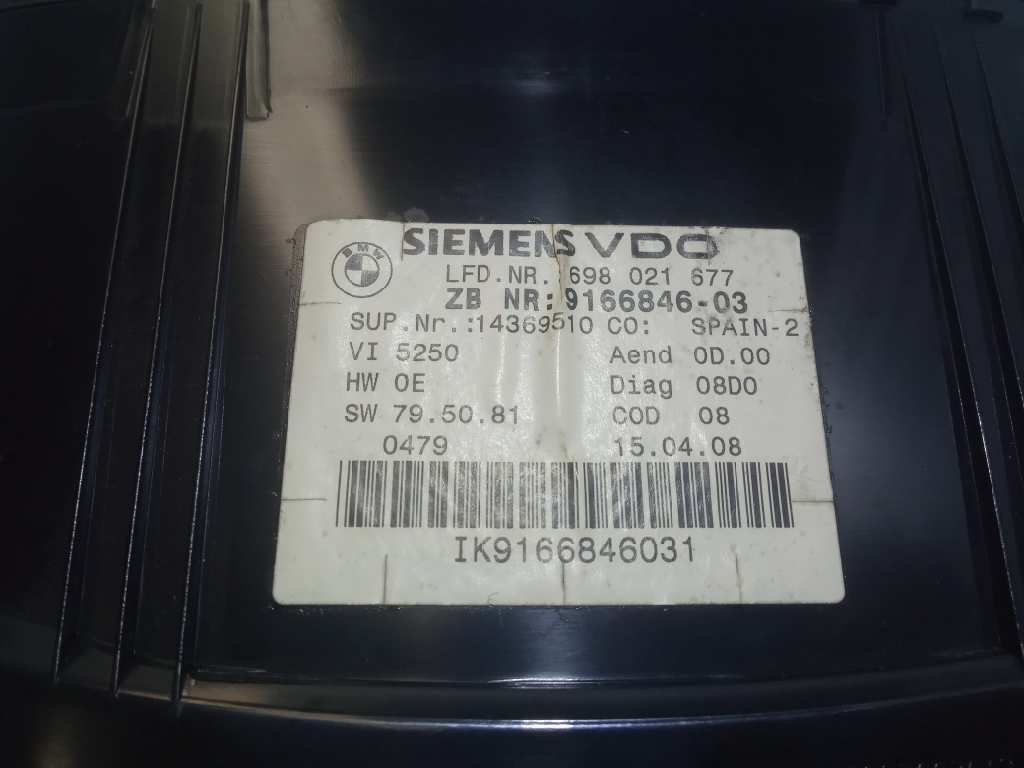 BMW
SIEMENS VDO
LFD.NR. 698 021 677
ZB NR:9166846-03
SUP.Nr.:14369510 CO: SPAIN-2
VI 5250 Aend 0D.00
HW 0E Diag 08D0
SW 79.50.81 COD 08
0479 15.04.08
IK9166846031